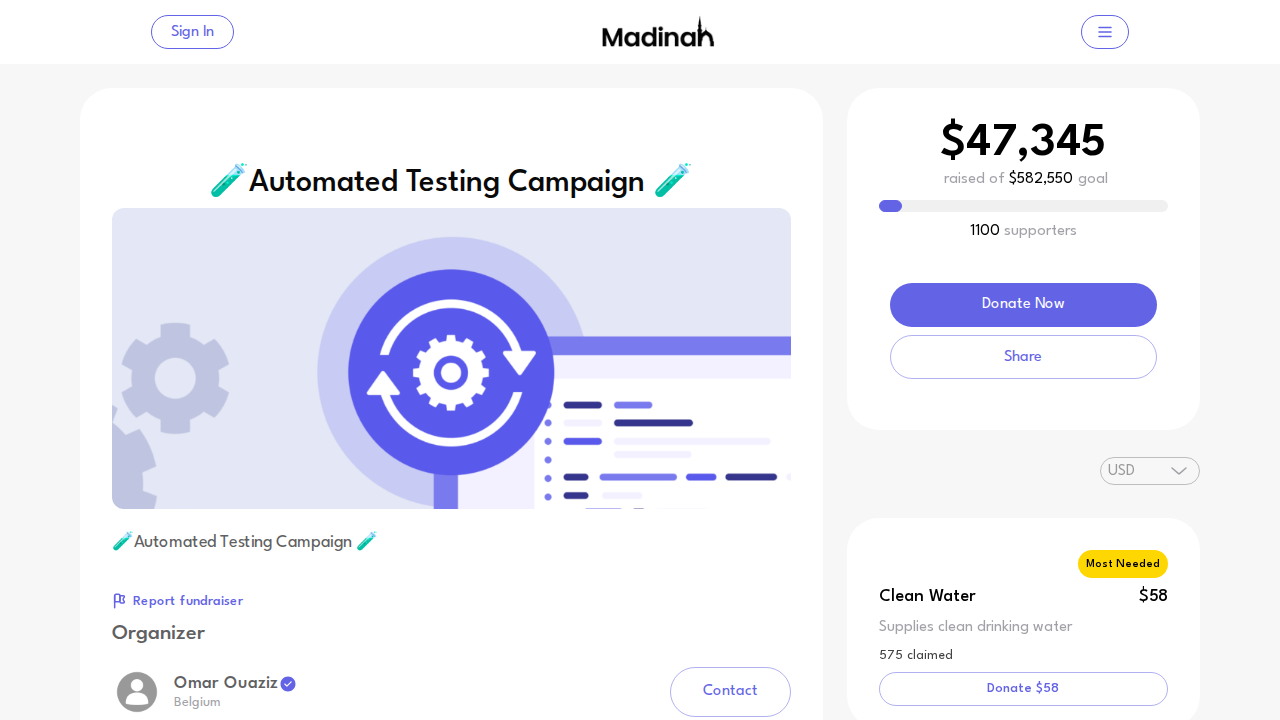 Sign In
Madinah
🧪Automated Testing Campaign 🧪
🧪Automated Testing Campaign 🧪
Report fundraiser
Organizer
Omar Ouaziz
Belgium
Contact
$47,345
raised of $582,550 goal
1100 supporters
Donate Now
Share
USD
Most Needed
Clean Water $58
Supplies clean drinking water
575 claimed
Donate $58